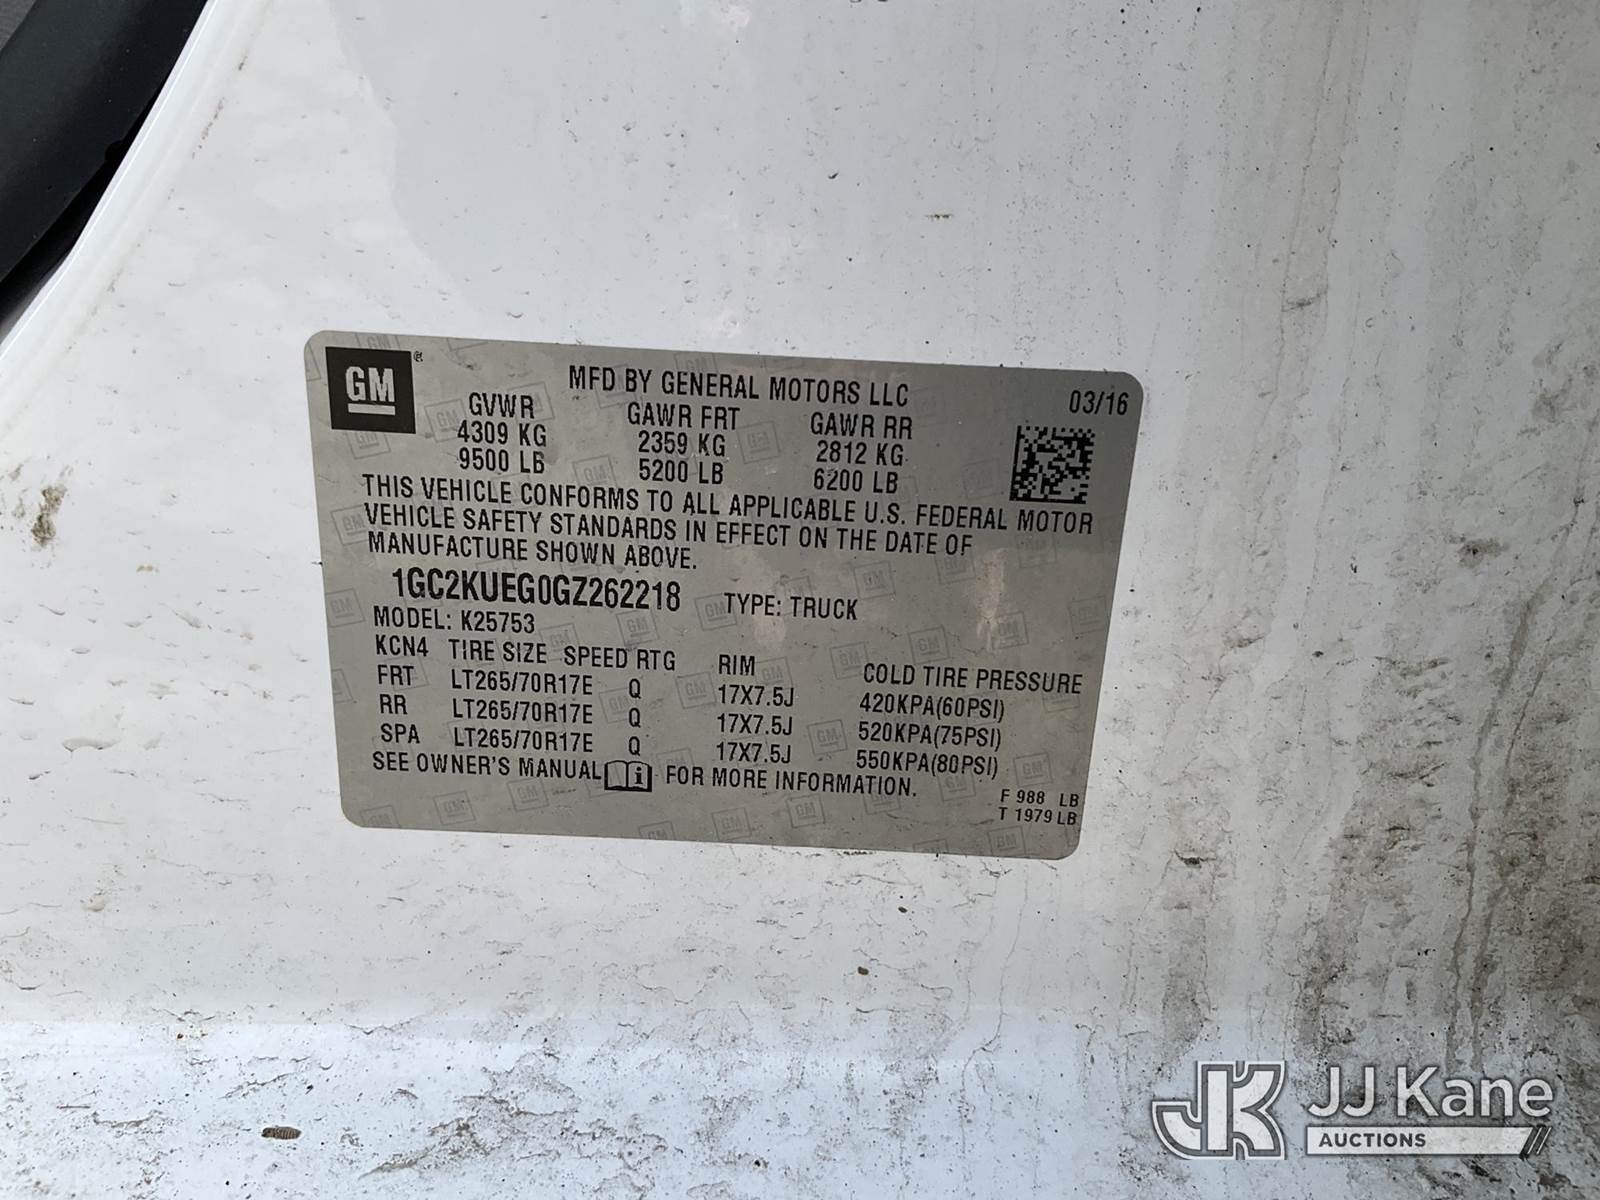 GM
MFD BY GENERAL MOTORS LLC 03/16
GVWR GAWR FRT GAWR RR
4309 KG 2359 KG 2812 KG
9500 LB 5200 LB 6200 LB
THIS VEHICLE CONFORMS TO ALL APPLICABLE U.S. FEDERAL MOTOR
VEHICLE SAFETY STANDARDS IN EFFECT ON THE DATE OF
MANUFACTURE SHOWN ABOVE.
1GC2KUEG0GZ262218 TYPE: TRUCK
MODEL: K25753
KCN4 TIRE SIZE SPEED RTG RIM COLD TIRE PRESSURE
FRT LT265/70R17E Q 17X7.5J 420KPA(60PSI)
RR LT265/70R17E Q 17X7.5J 520KPA(75PSI)
SPA LT265/70R17E Q 17X7.5J 550KPA(80PSI)
SEE OWNER'S MANUAL FOR MORE INFORMATION.
F 988 LB
T 1979 LB
JK JJ Kane
AUCTIONS